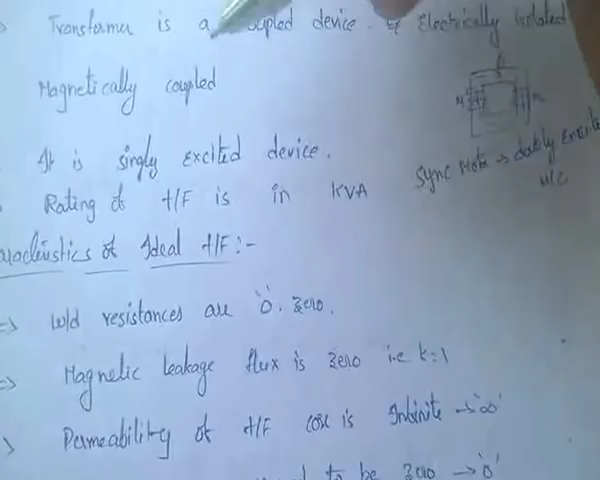 Transformer is a coupled device. Electrically Isolated
Magnetically coupled
It is singly excited device.
Sync Motor → doubly Excited
M/C
Rating of t/F is in KVA
aracteristics of Ideal t/F:-
=> wd resistances are '0'. Zero.
=> Magnetic Leakage flux is Zero i.e k=1
Permeability of t/F core is Infinite → '∞'
to be Zero → '0'